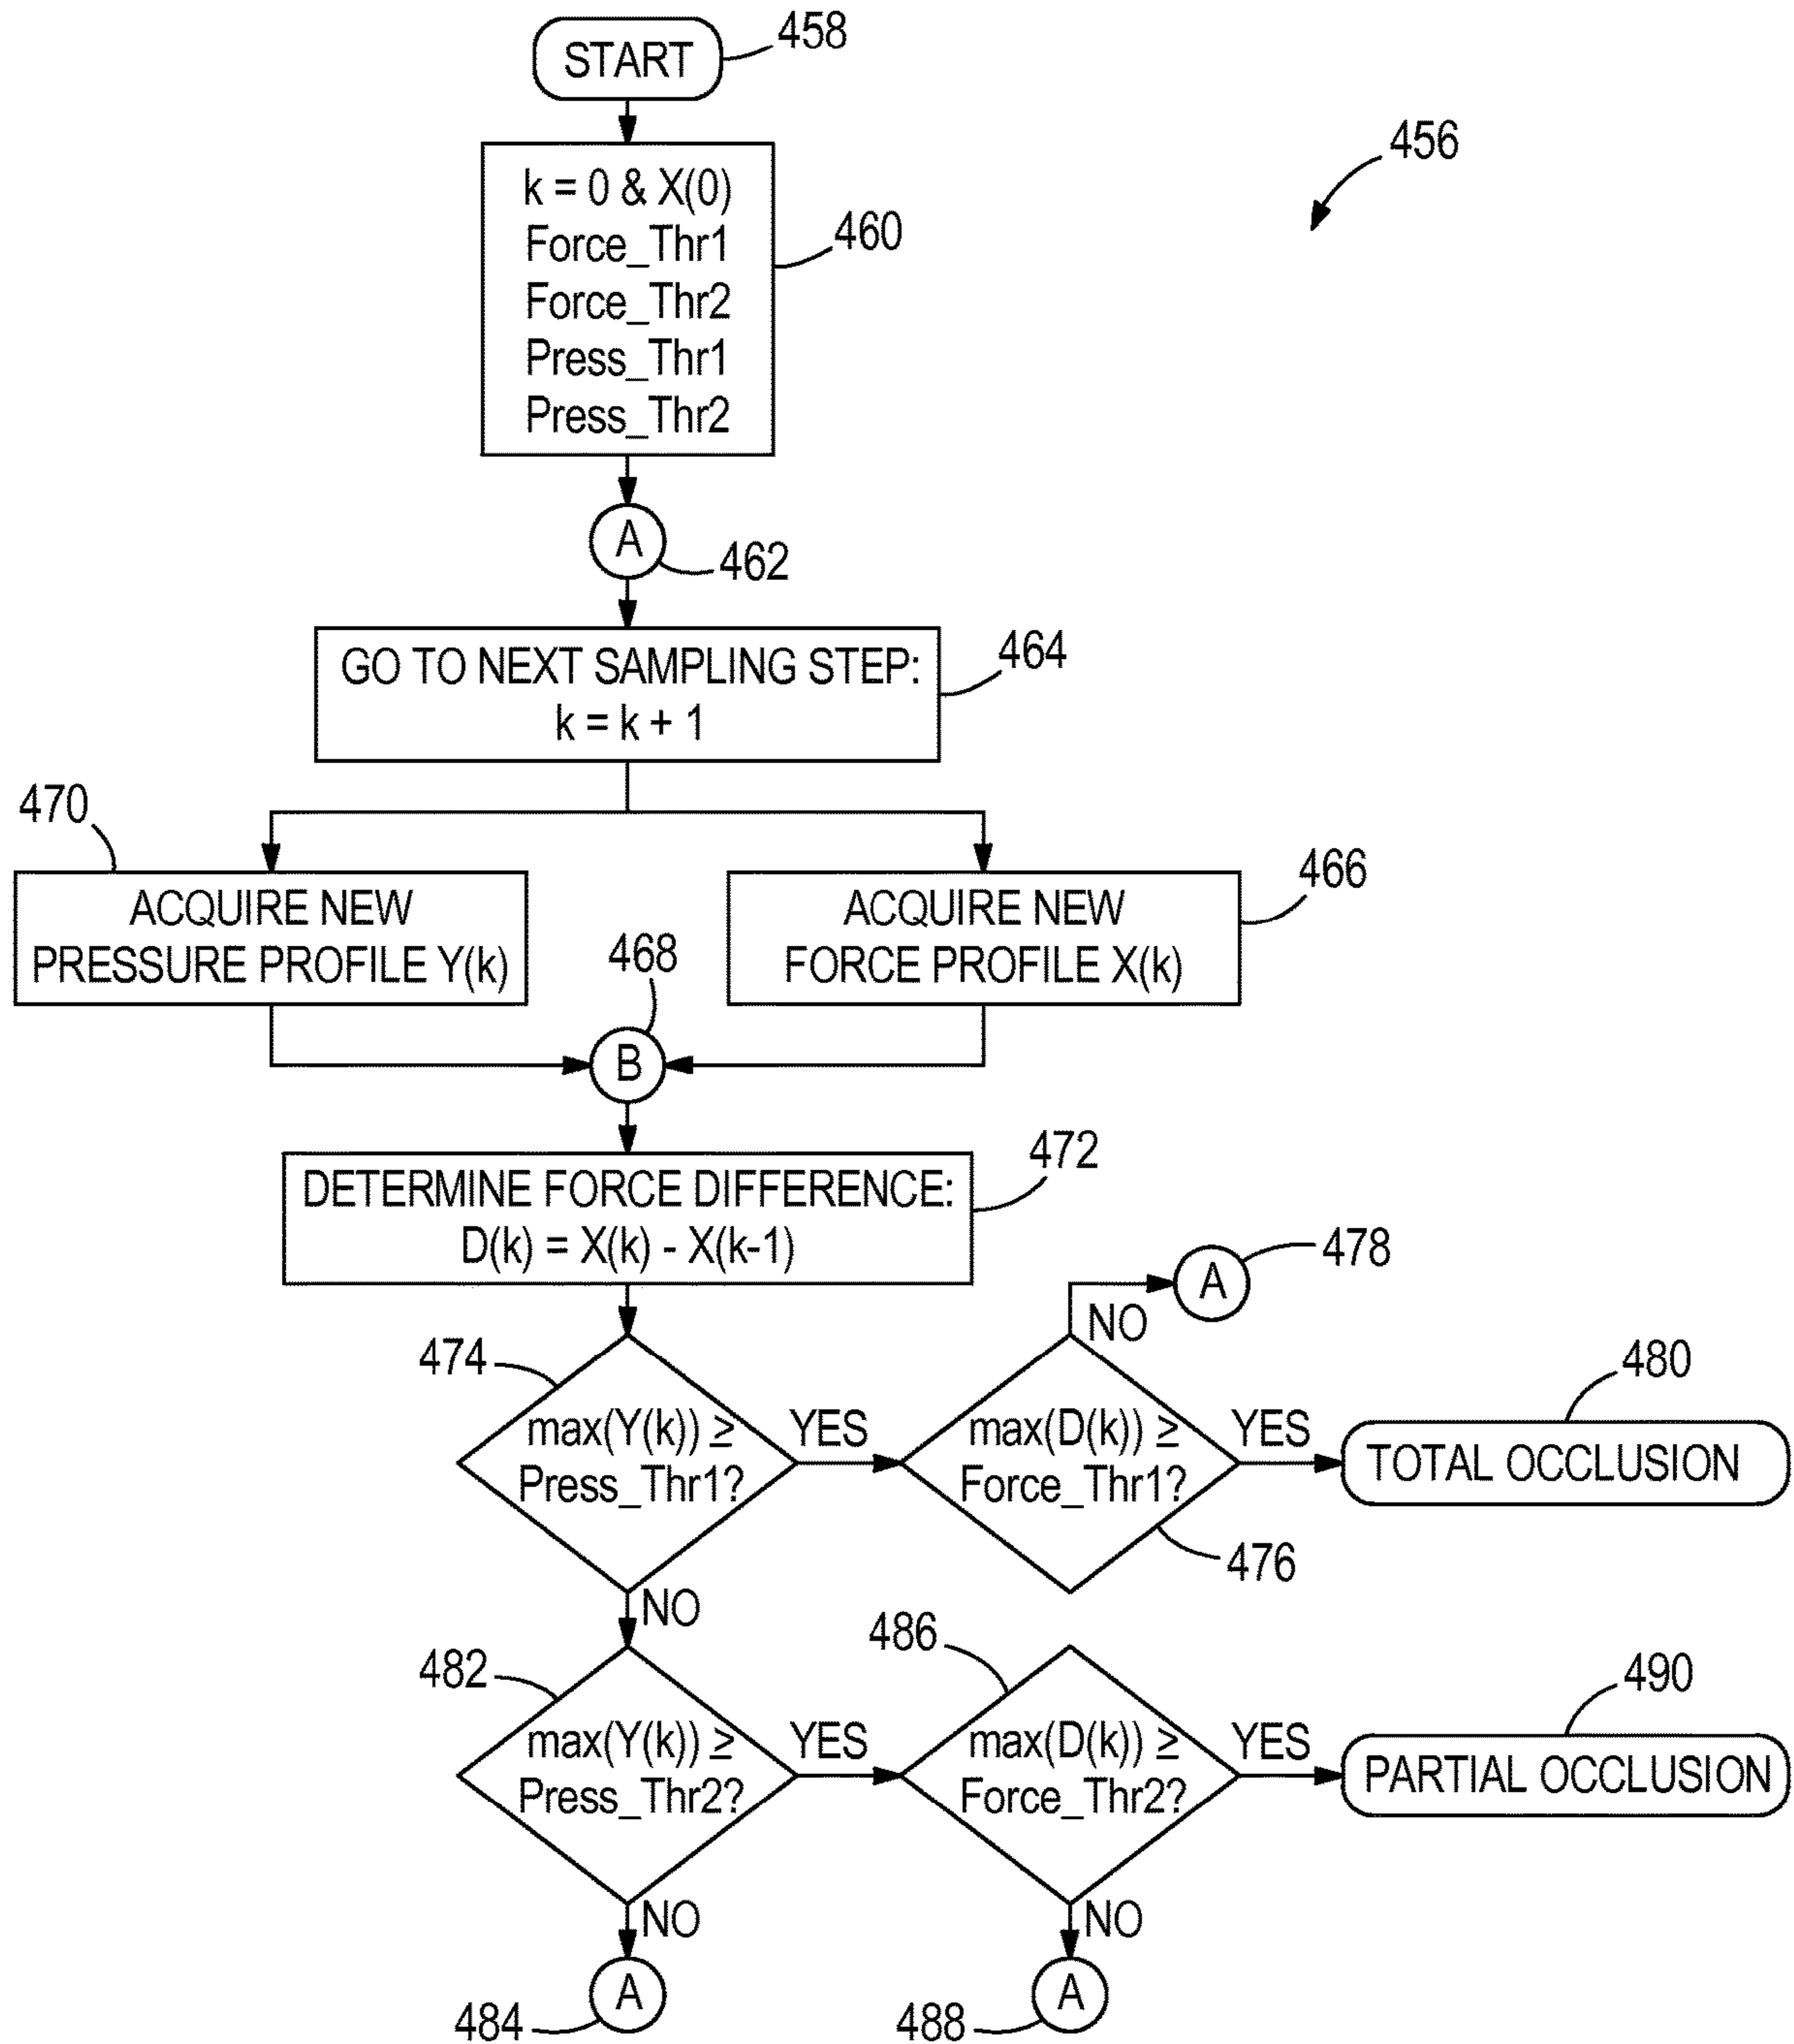 START
458
456
k = 0 & X(0)
Force_Thr1
Force_Thr2
Press_Thr1
Press_Thr2
460
A
462
GO TO NEXT SAMPLING STEP:
k = k + 1
464
470
ACQUIRE NEW
PRESSURE PROFILE Y(k)
ACQUIRE NEW
FORCE PROFILE X(k)
466
468
B
DETERMINE FORCE DIFFERENCE:
D(k) = X(k) - X(k-1)
472
A
478
NO
474
max(Y(k)) ≥
Press_Thr1?
YES
max(D(k)) ≥
Force_Thr1?
YES
480
TOTAL OCCLUSION
476
NO
482
max(Y(k)) ≥
Press_Thr2?
YES
486
max(D(k)) ≥
Force_Thr2?
YES
490
PARTIAL OCCLUSION
NO
NO
A
484
A
488